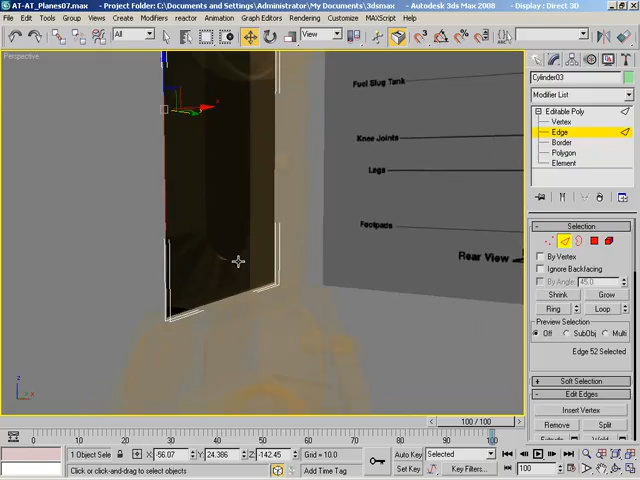 AT-AT_Planes07.max - Project Folder: C:\Documents and Settings\Administrator\My Documents\3dsmax - Autodesk 3ds Max 2008 - Display : Direct 3D
File Edit Tools Group Views Create Modifiers reactor Animation Graph Editors Rendering Customize MAXScript Help
All View
Perspective
Fuel Slug Tank
Knee Joints
Legs
Footpads
Rear View
Cylinder03
Modifier List
Editable Poly
Vertex
Edge
Border
Polygon
Element
Selection
By Vertex
Ignore Backfacing
By Angle: 45.0
Shrink Grow
Ring Loop
Preview Selection
Off SubObj Multi
Edge 52 Selected
Soft Selection
Edit Edges
Insert Vertex
Remove Split
100 / 100
0 10 20 30 40 50 60 70 80 90 100
1 Object Sele X: -56.07 Y: 24.386 Z: -142.45 Grid = 10.0 Auto Key Selected
Click or click-and-drag to select objects Add Time Tag Set Key Key Filters... 100